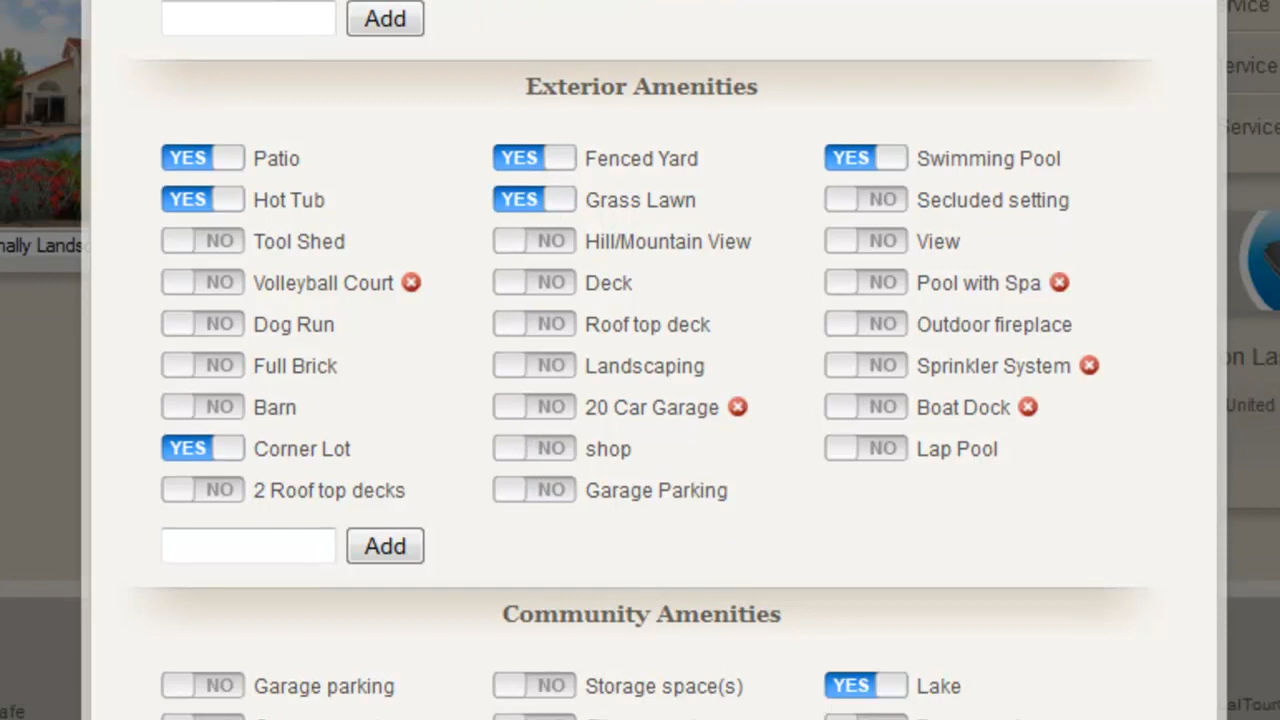 Add
Exterior Amenities
YES Patio YES Fenced Yard YES Swimming Pool
YES Hot Tub YES Grass Lawn NO Secluded setting
NO Tool Shed NO Hill/Mountain View NO View
NO Volleyball Court NO Deck NO Pool with Spa
NO Dog Run NO Roof top deck NO Outdoor fireplace
NO Full Brick NO Landscaping NO Sprinkler System
NO Barn NO 20 Car Garage NO Boat Dock
YES Corner Lot NO shop NO Lap Pool
NO 2 Roof top decks NO Garage Parking
Add
Community Amenities
NO Garage parking NO Storage space(s) YES Lake
United